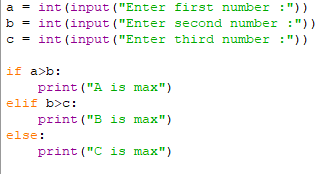 a = int(input("Enter first number :"))
b = int(input("Enter second number :"))
c = int(input("Enter third number :"))

if a>b:
    print("A is max")
elif b>c:
    print("B is max")
else:
    print("C is max")